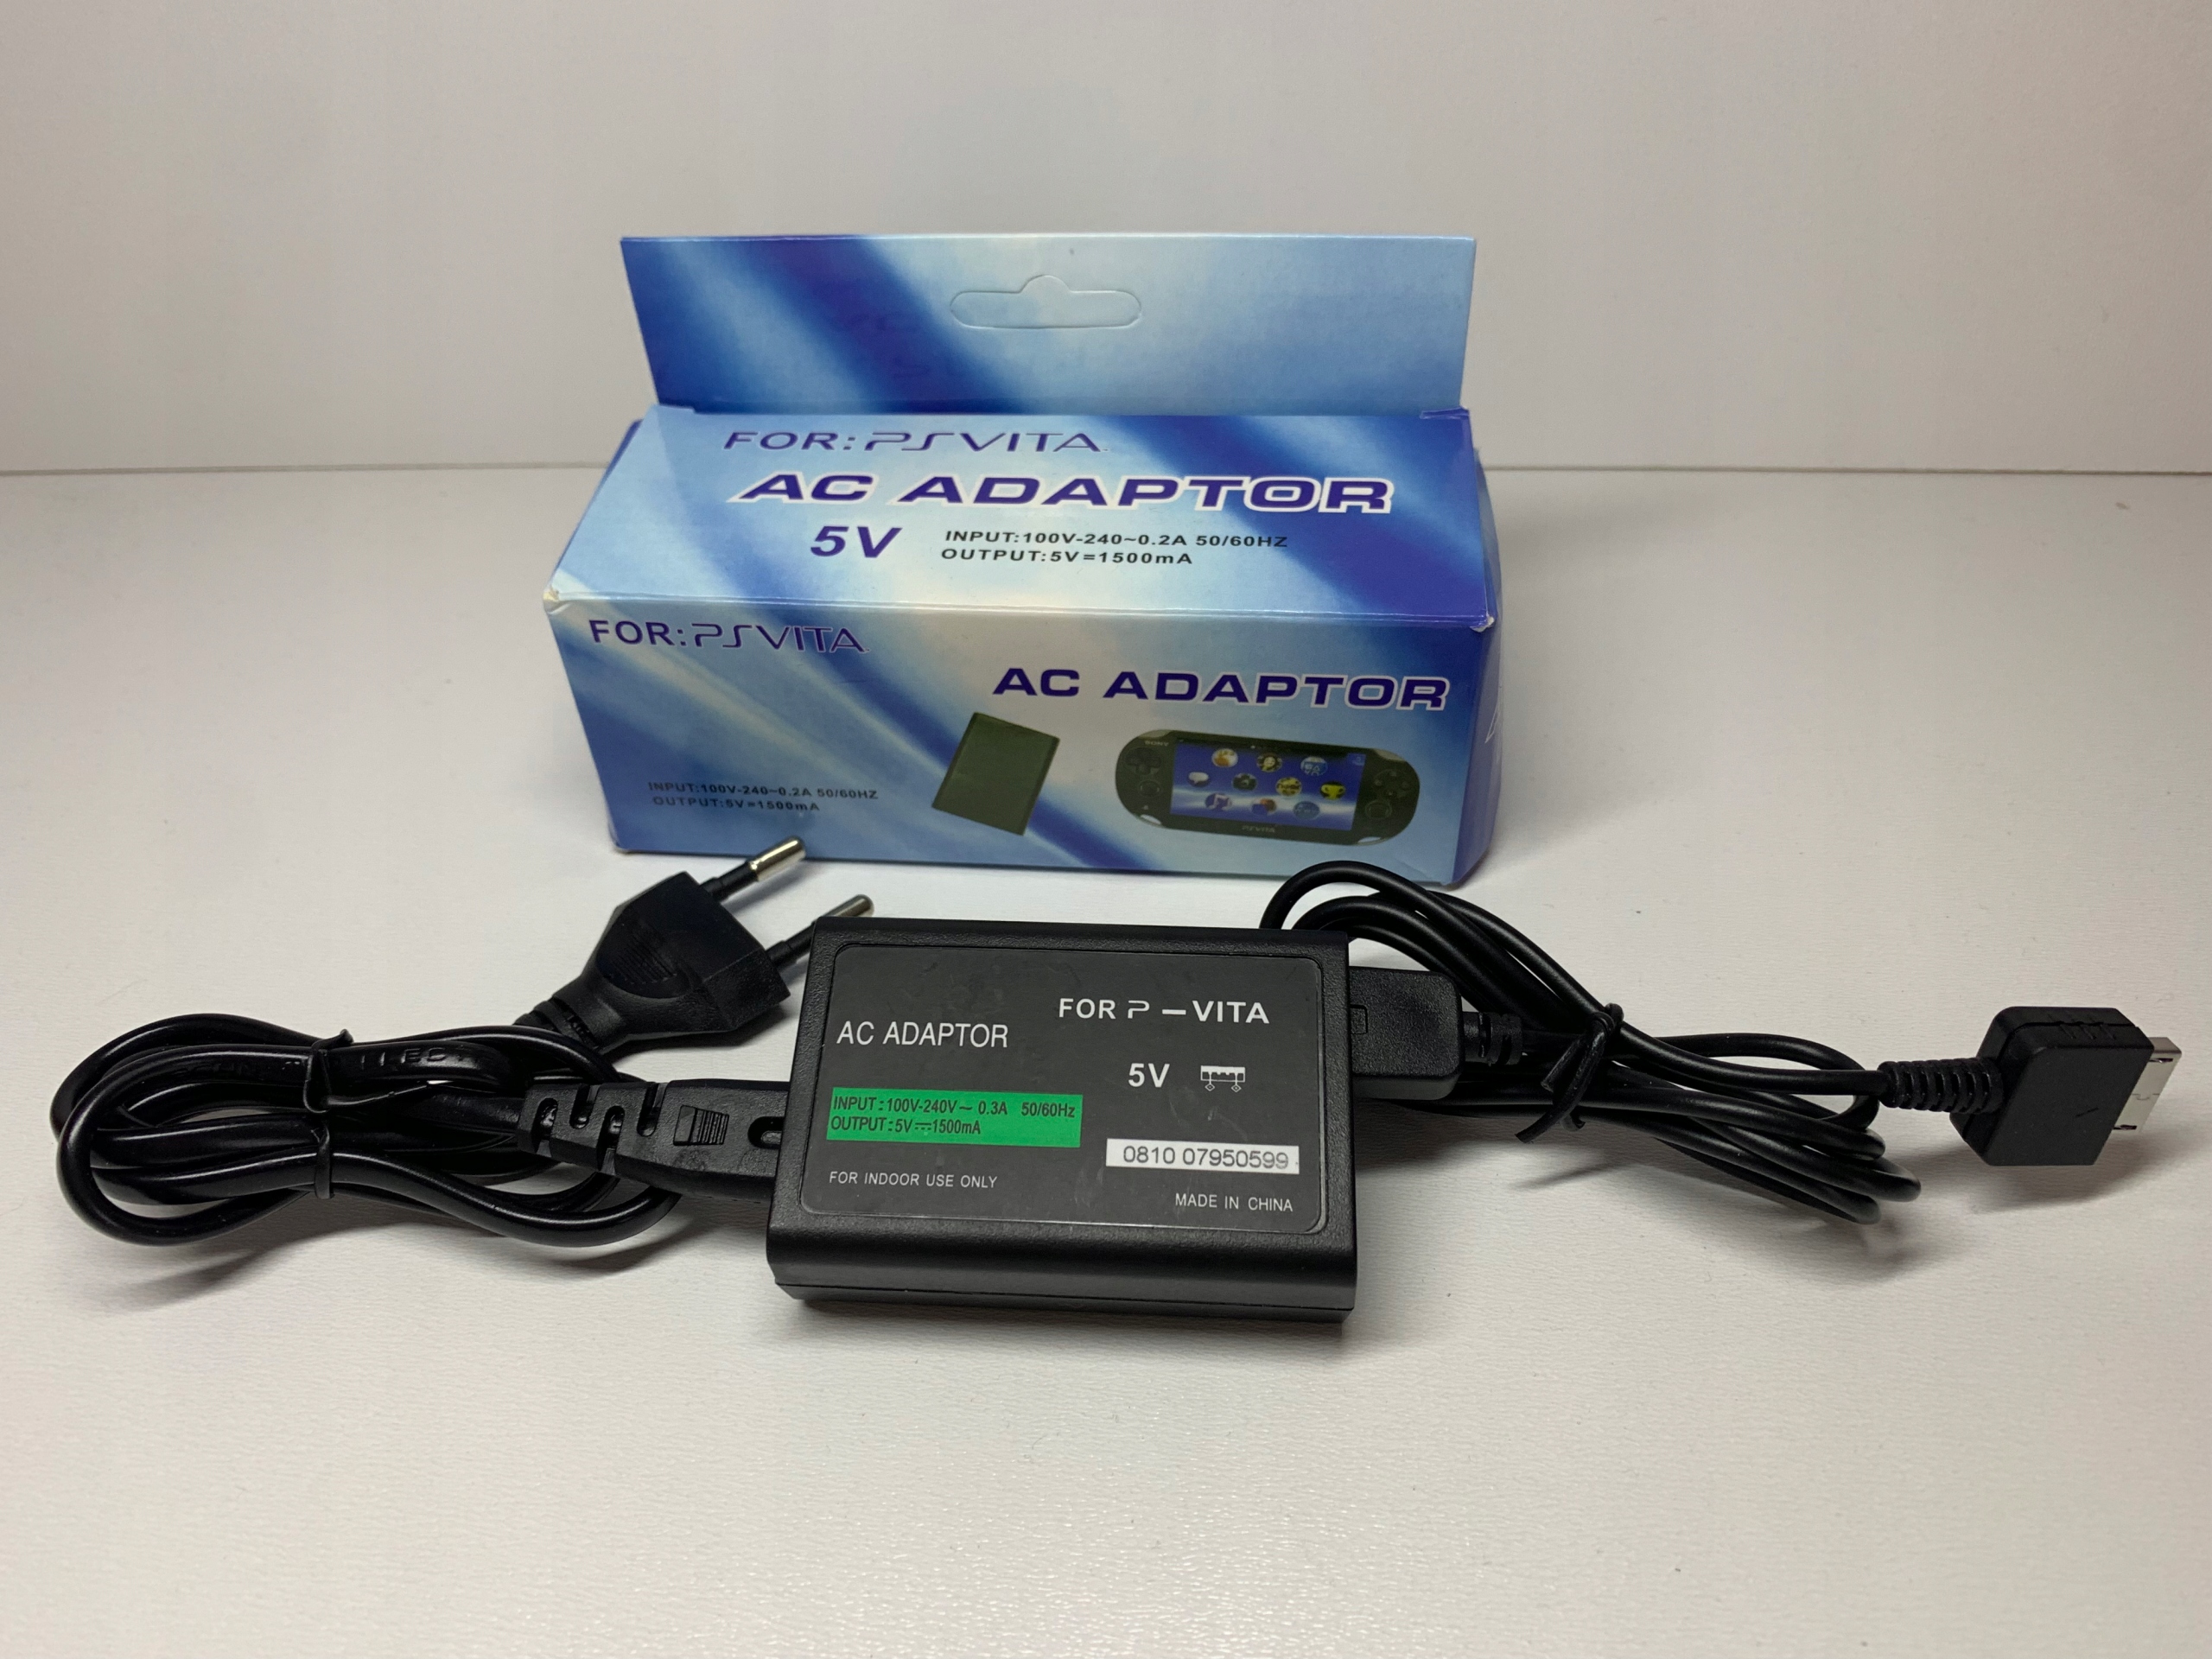 FOR: PSVITA
AC ADAPTOR
5V
INPUT:100V-240~0.2A 50/60HZ
OUTPUT:5V=1500mA
FOR:PSVITA
AC ADAPTOR
INPUT:100V-240~0.2A 50/60HZ
OUTPUT:5V=1500mA
SONY
PSVITA
FOR P-VITA
AC ADAPTOR
5V
INPUT:100V-240V~ 0.3A 50/60Hz
OUTPUT:5V⎓1500mA
0810 07950599
FOR INDOOR USE ONLY
MADE IN CHINA